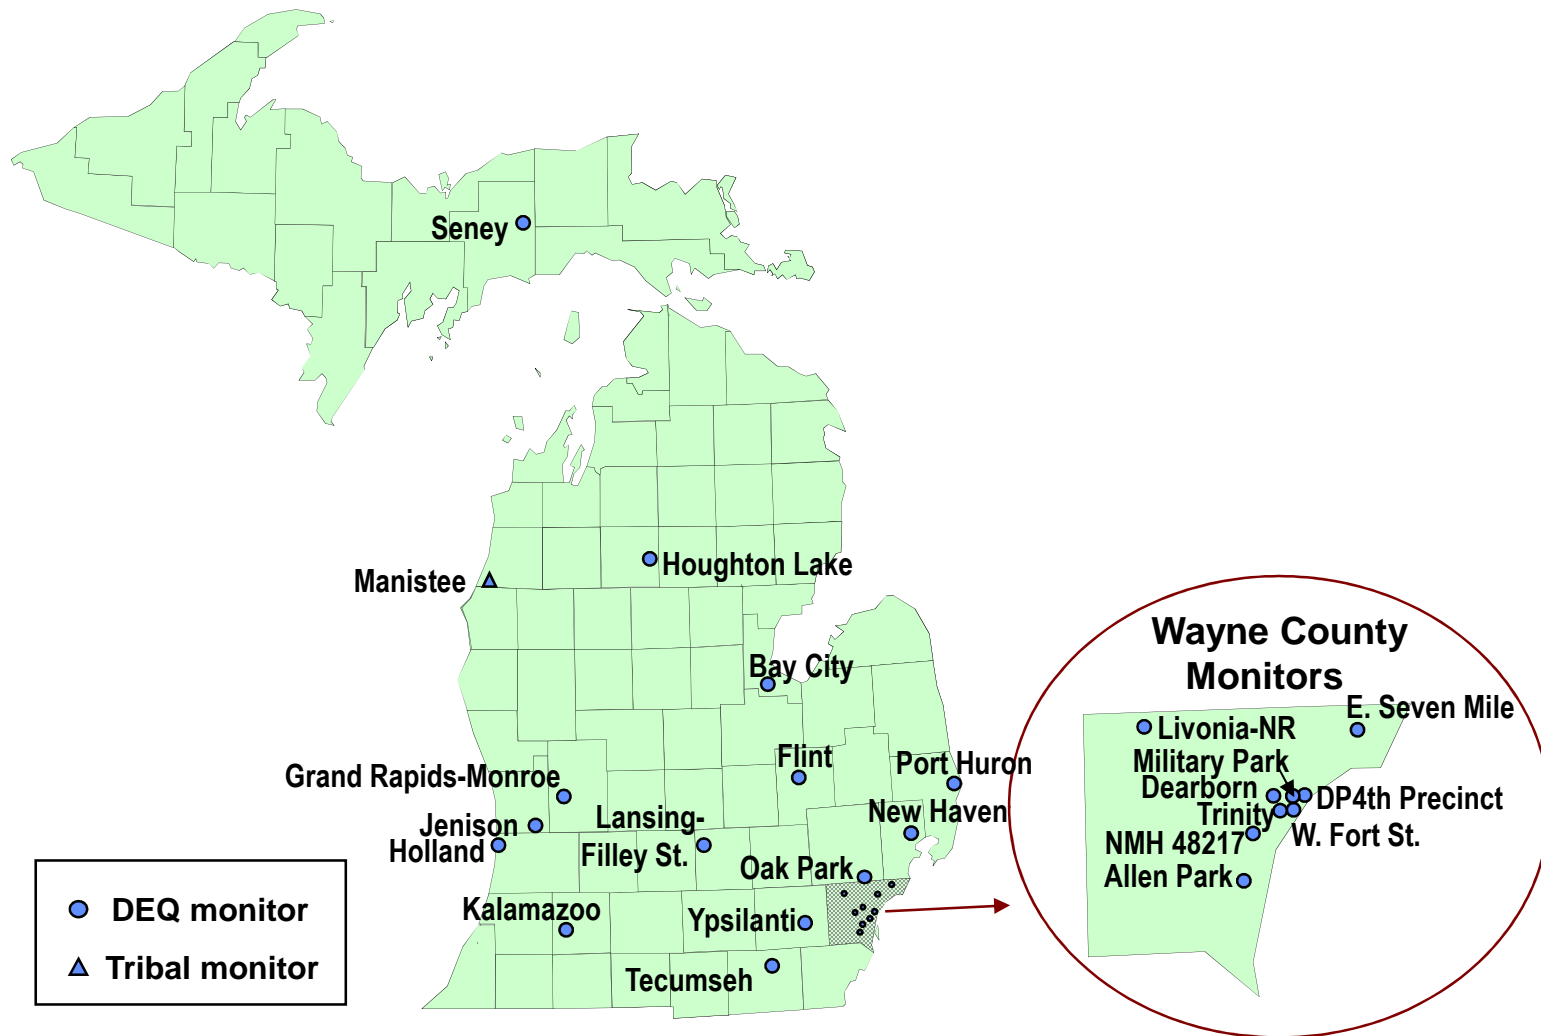 Seney
Houghton Lake
Manistee
Bay City
Flint
Port Huron
Grand Rapids-Monroe
New Haven
Jenison
Holland
Lansing-
Filley St.
Oak Park
Kalamazoo
Ypsilanti
Tecumseh
DEQ monitor
Tribal monitor
Wayne County
Monitors
E. Seven Mile
Livonia-NR
Military Park
Dearborn
DP4th Precinct
Trinity
W. Fort St.
NMH 48217
Allen Park